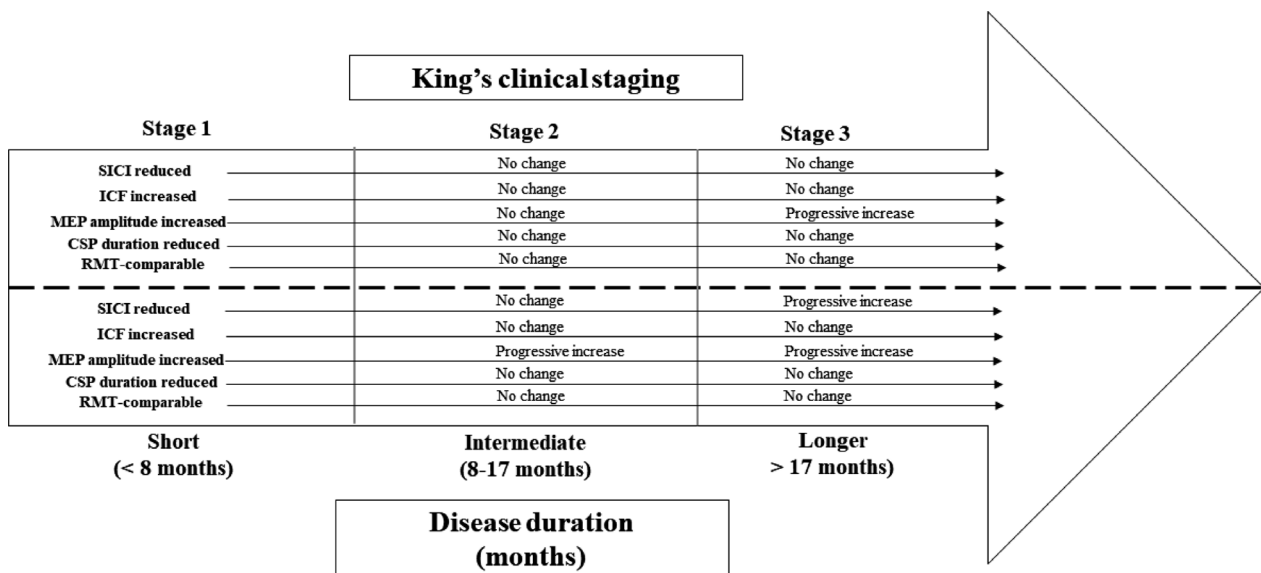 King's clinical staging
Stage 1 Stage 2 Stage 3
SICI reduced No change No change
ICF increased No change No change
MEP amplitude increased No change Progressive increase
CSP duration reduced No change No change
RMT-comparable No change No change
SICI reduced No change Progressive increase
ICF increased No change No change
MEP amplitude increased Progressive increase Progressive increase
CSP duration reduced No change No change
RMT-comparable No change No change
Short Intermediate Longer
(< 8 months) (8-17 months) > 17 months)
Disease duration
(months)